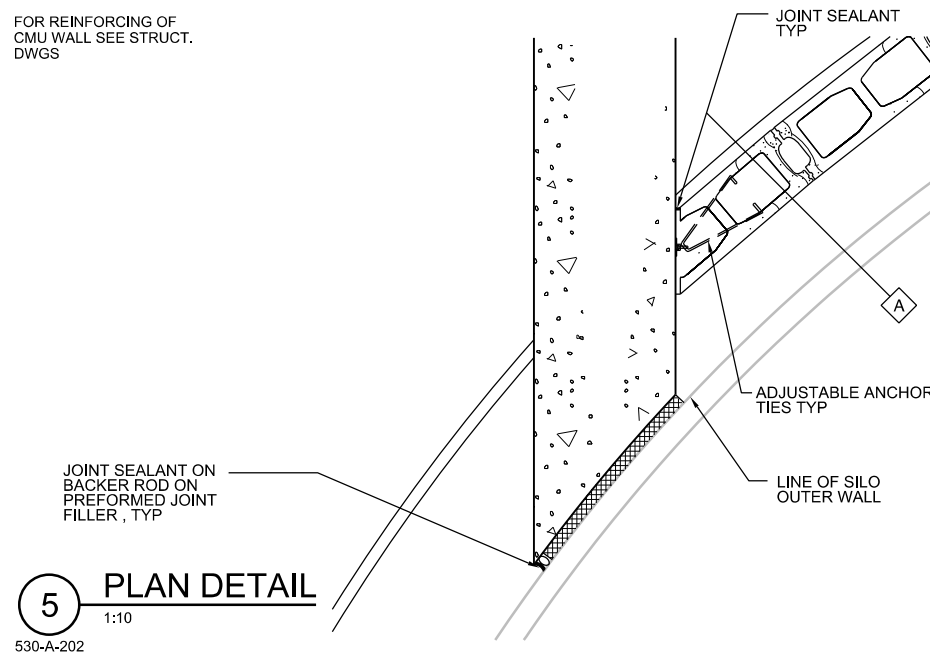 FOR REINFORCING OF
CMU WALL SEE STRUCT.
DWGS
JOINT SEALANT
TYP
A
ADJUSTABLE ANCHOR
TIES TYP
LINE OF SILO
OUTER WALL
JOINT SEALANT ON
BACKER ROD ON
PREFORMED JOINT
FILLER , TYP
5 PLAN DETAIL
1:10
530-A-202